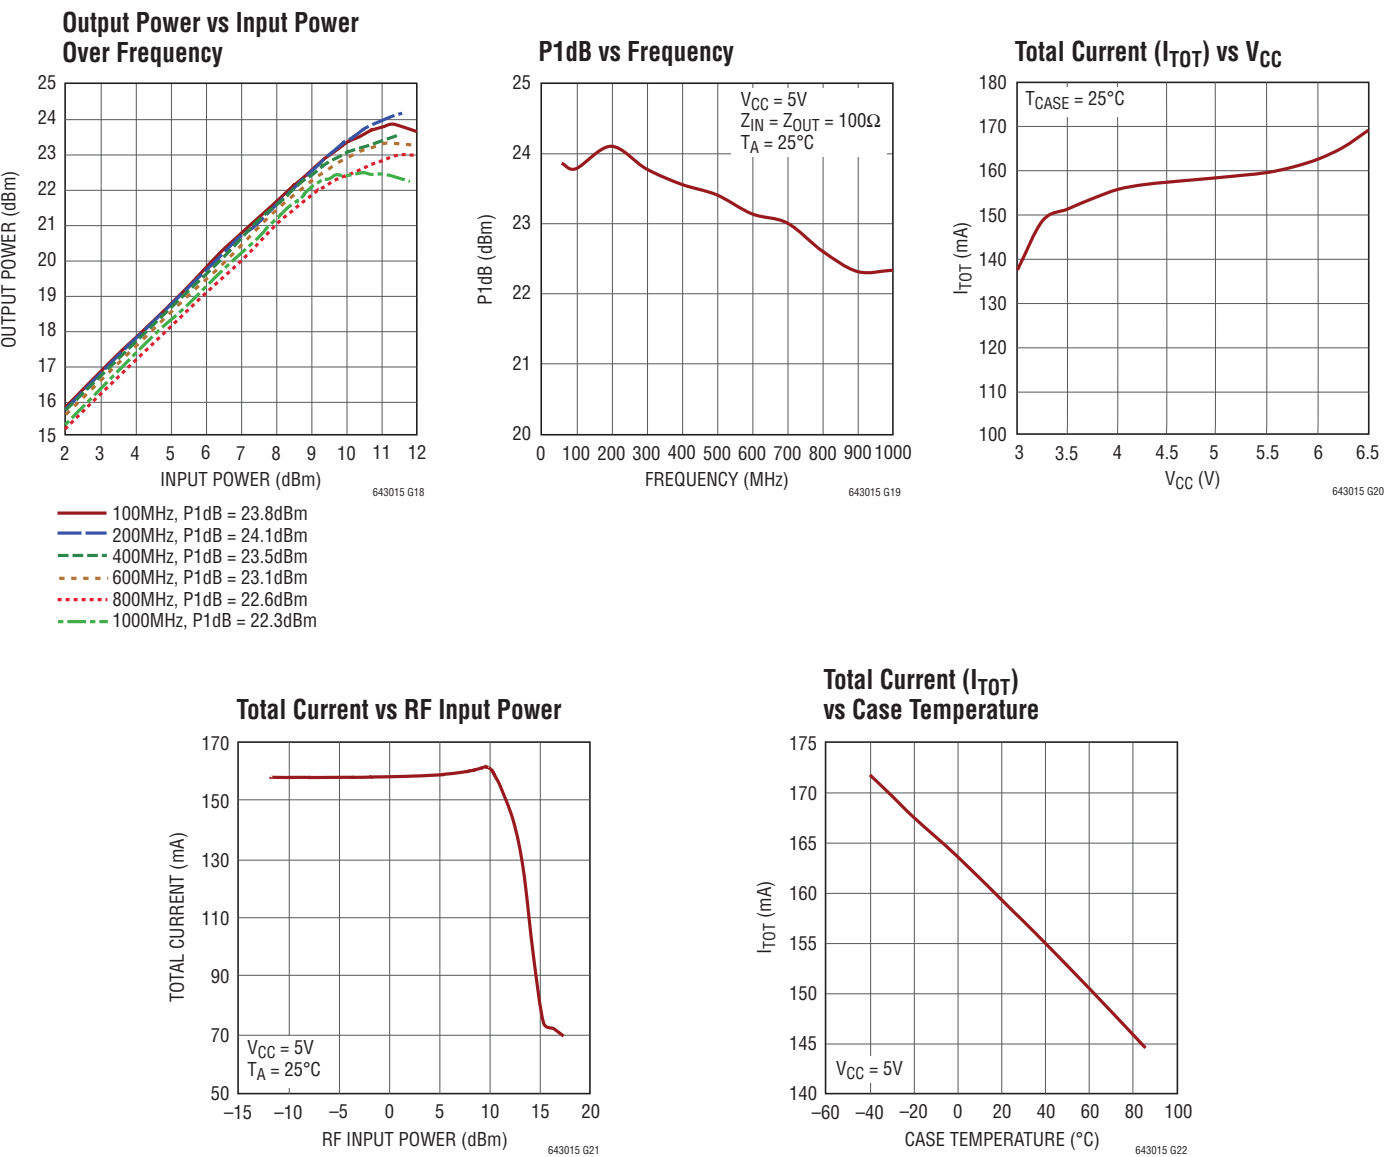 Output Power vs Input Power
Over Frequency
25
24
23
22
21
20
19
18
17
16
15
OUTPUT POWER (dBm)
2 3 4 5 6 7 8 9 10 11 12
INPUT POWER (dBm)
643015 G18
100MHz, P1dB = 23.8dBm
200MHz, P1dB = 24.1dBm
400MHz, P1dB = 23.5dBm
600MHz, P1dB = 23.1dBm
800MHz, P1dB = 22.6dBm
1000MHz, P1dB = 22.3dBm
P1dB vs Frequency
25
24
23
22
21
20
P1dB (dBm)
VCC = 5V
ZIN = ZOUT = 100Ω
TA = 25°C
0 100 200 300 400 500 600 700 800 900 1000
FREQUENCY (MHz)
643015 G19
Total Current (ITOT) vs VCC
180
170
160
150
140
130
120
110
100
ITOT (mA)
TCASE = 25°C
3 3.5 4 4.5 5 5.5 6 6.5
VCC (V)
643015 G20
Total Current vs RF Input Power
170
150
130
110
90
70
50
TOTAL CURRENT (mA)
VCC = 5V
TA = 25°C
–15 –10 –5 0 5 10 15 20
RF INPUT POWER (dBm)
643015 G21
Total Current (ITOT)
vs Case Temperature
175
170
165
160
155
150
145
140
ITOT (mA)
VCC = 5V
–60 –40 –20 0 20 40 60 80 100
CASE TEMPERATURE (°C)
643015 G22